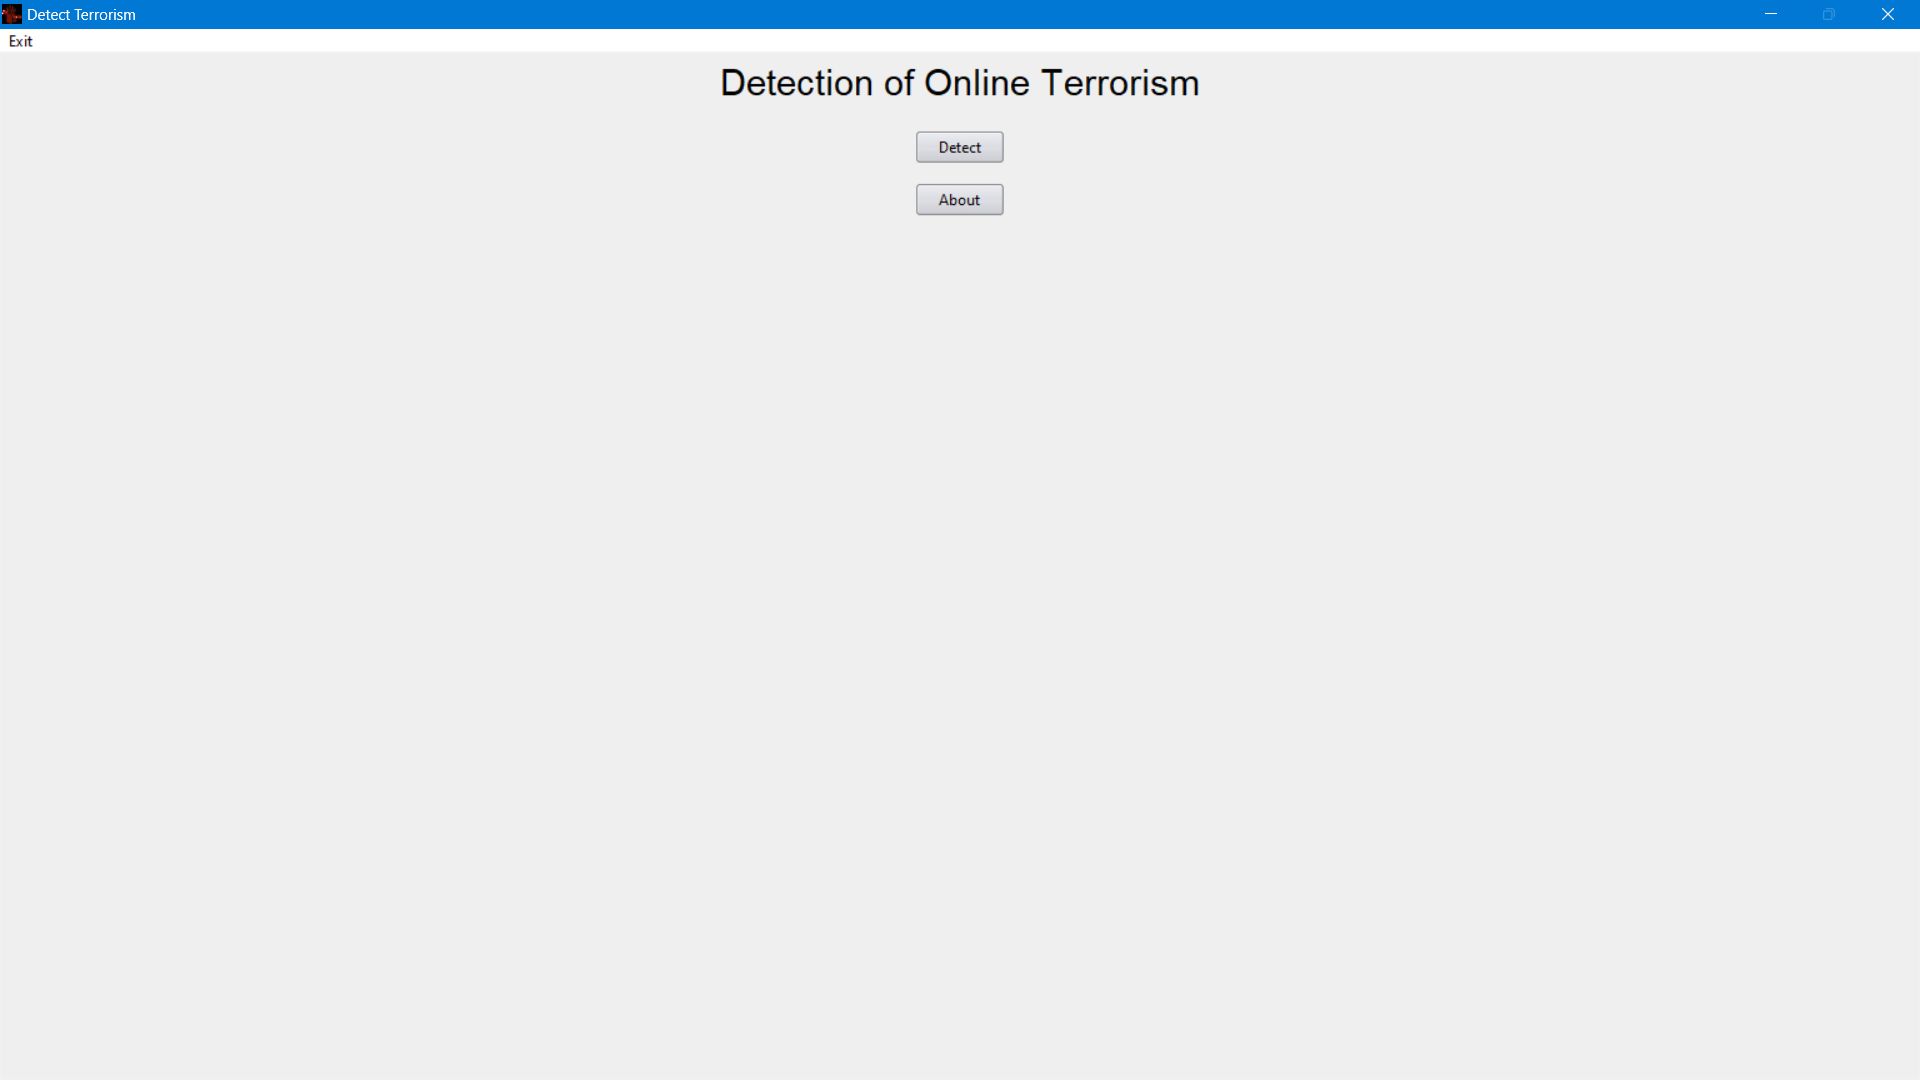 Detect Terrorism
Exit
Detection of Online Terrorism
Detect
About